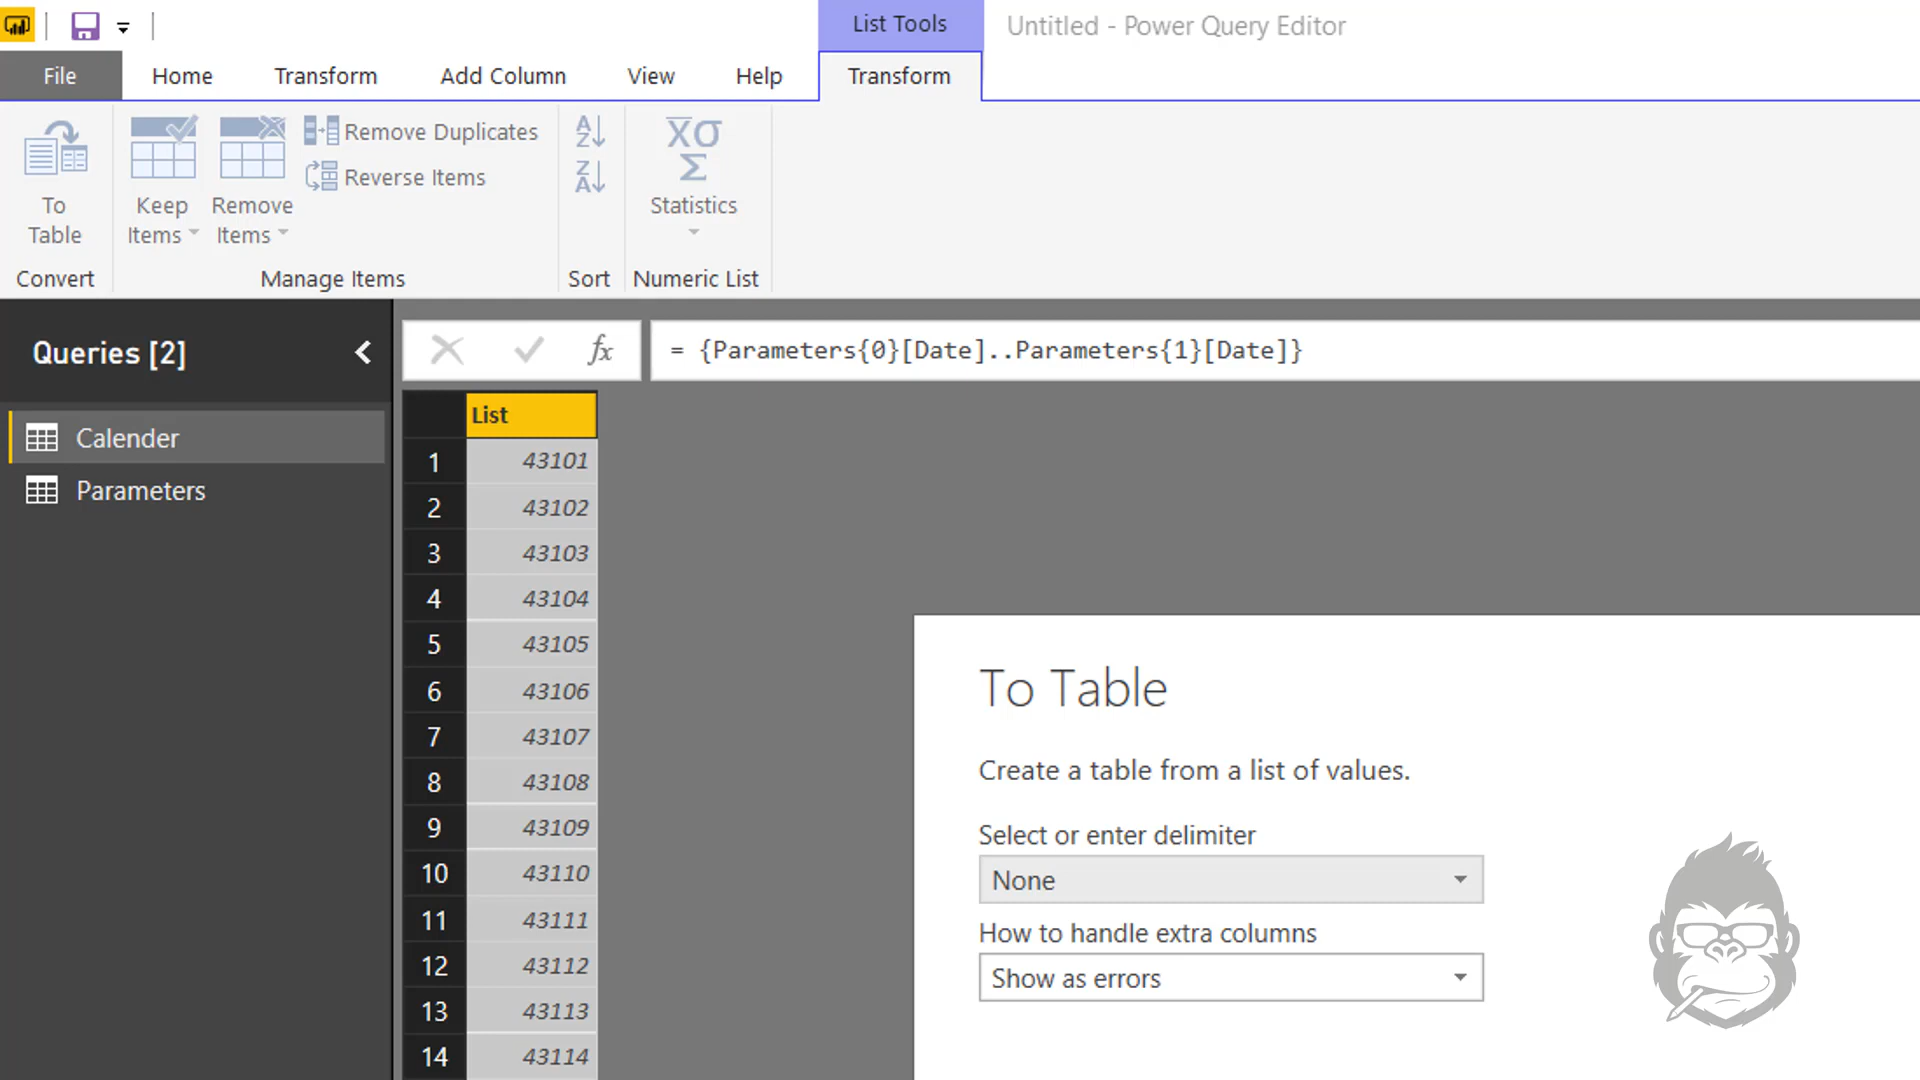 List Tools
Untitled - Power Query Editor
File
Home
Transform
Add Column
View
Help
Transform
To Table
Keep Items
Remove Items
Remove Duplicates
Reverse Items
A Z
Z A
X̄σ
Σ
Statistics
Convert
Manage Items
Sort
Numeric List
Queries [2]
fx
= {Parameters{0}[Date]..Parameters{1}[Date]}
Calender
Parameters
List
1 43101
2 43102
3 43103
4 43104
5 43105
6 43106
7 43107
8 43108
9 43109
10 43110
11 43111
12 43112
13 43113
14 43114
To Table
Create a table from a list of values.
Select or enter delimiter
None
How to handle extra columns
Show as errors